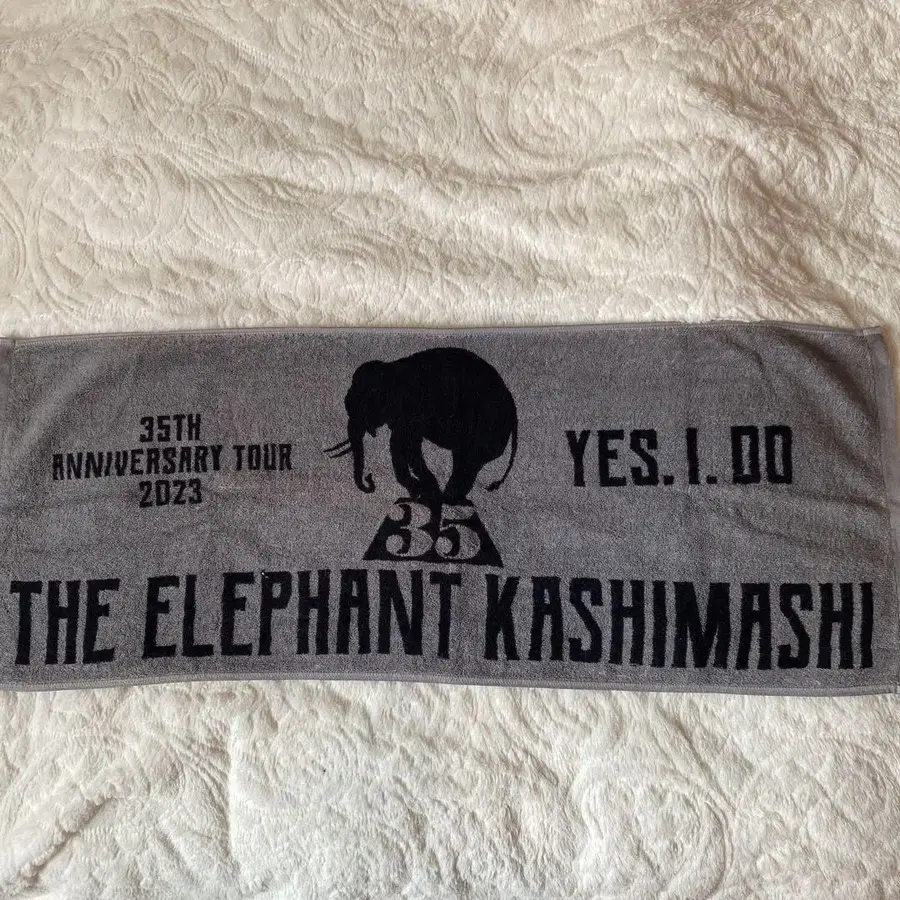 35TH
ANNIVERSARY TOUR
2023
YES. I. DO
35
THE ELEPHANT KASHIMASHI